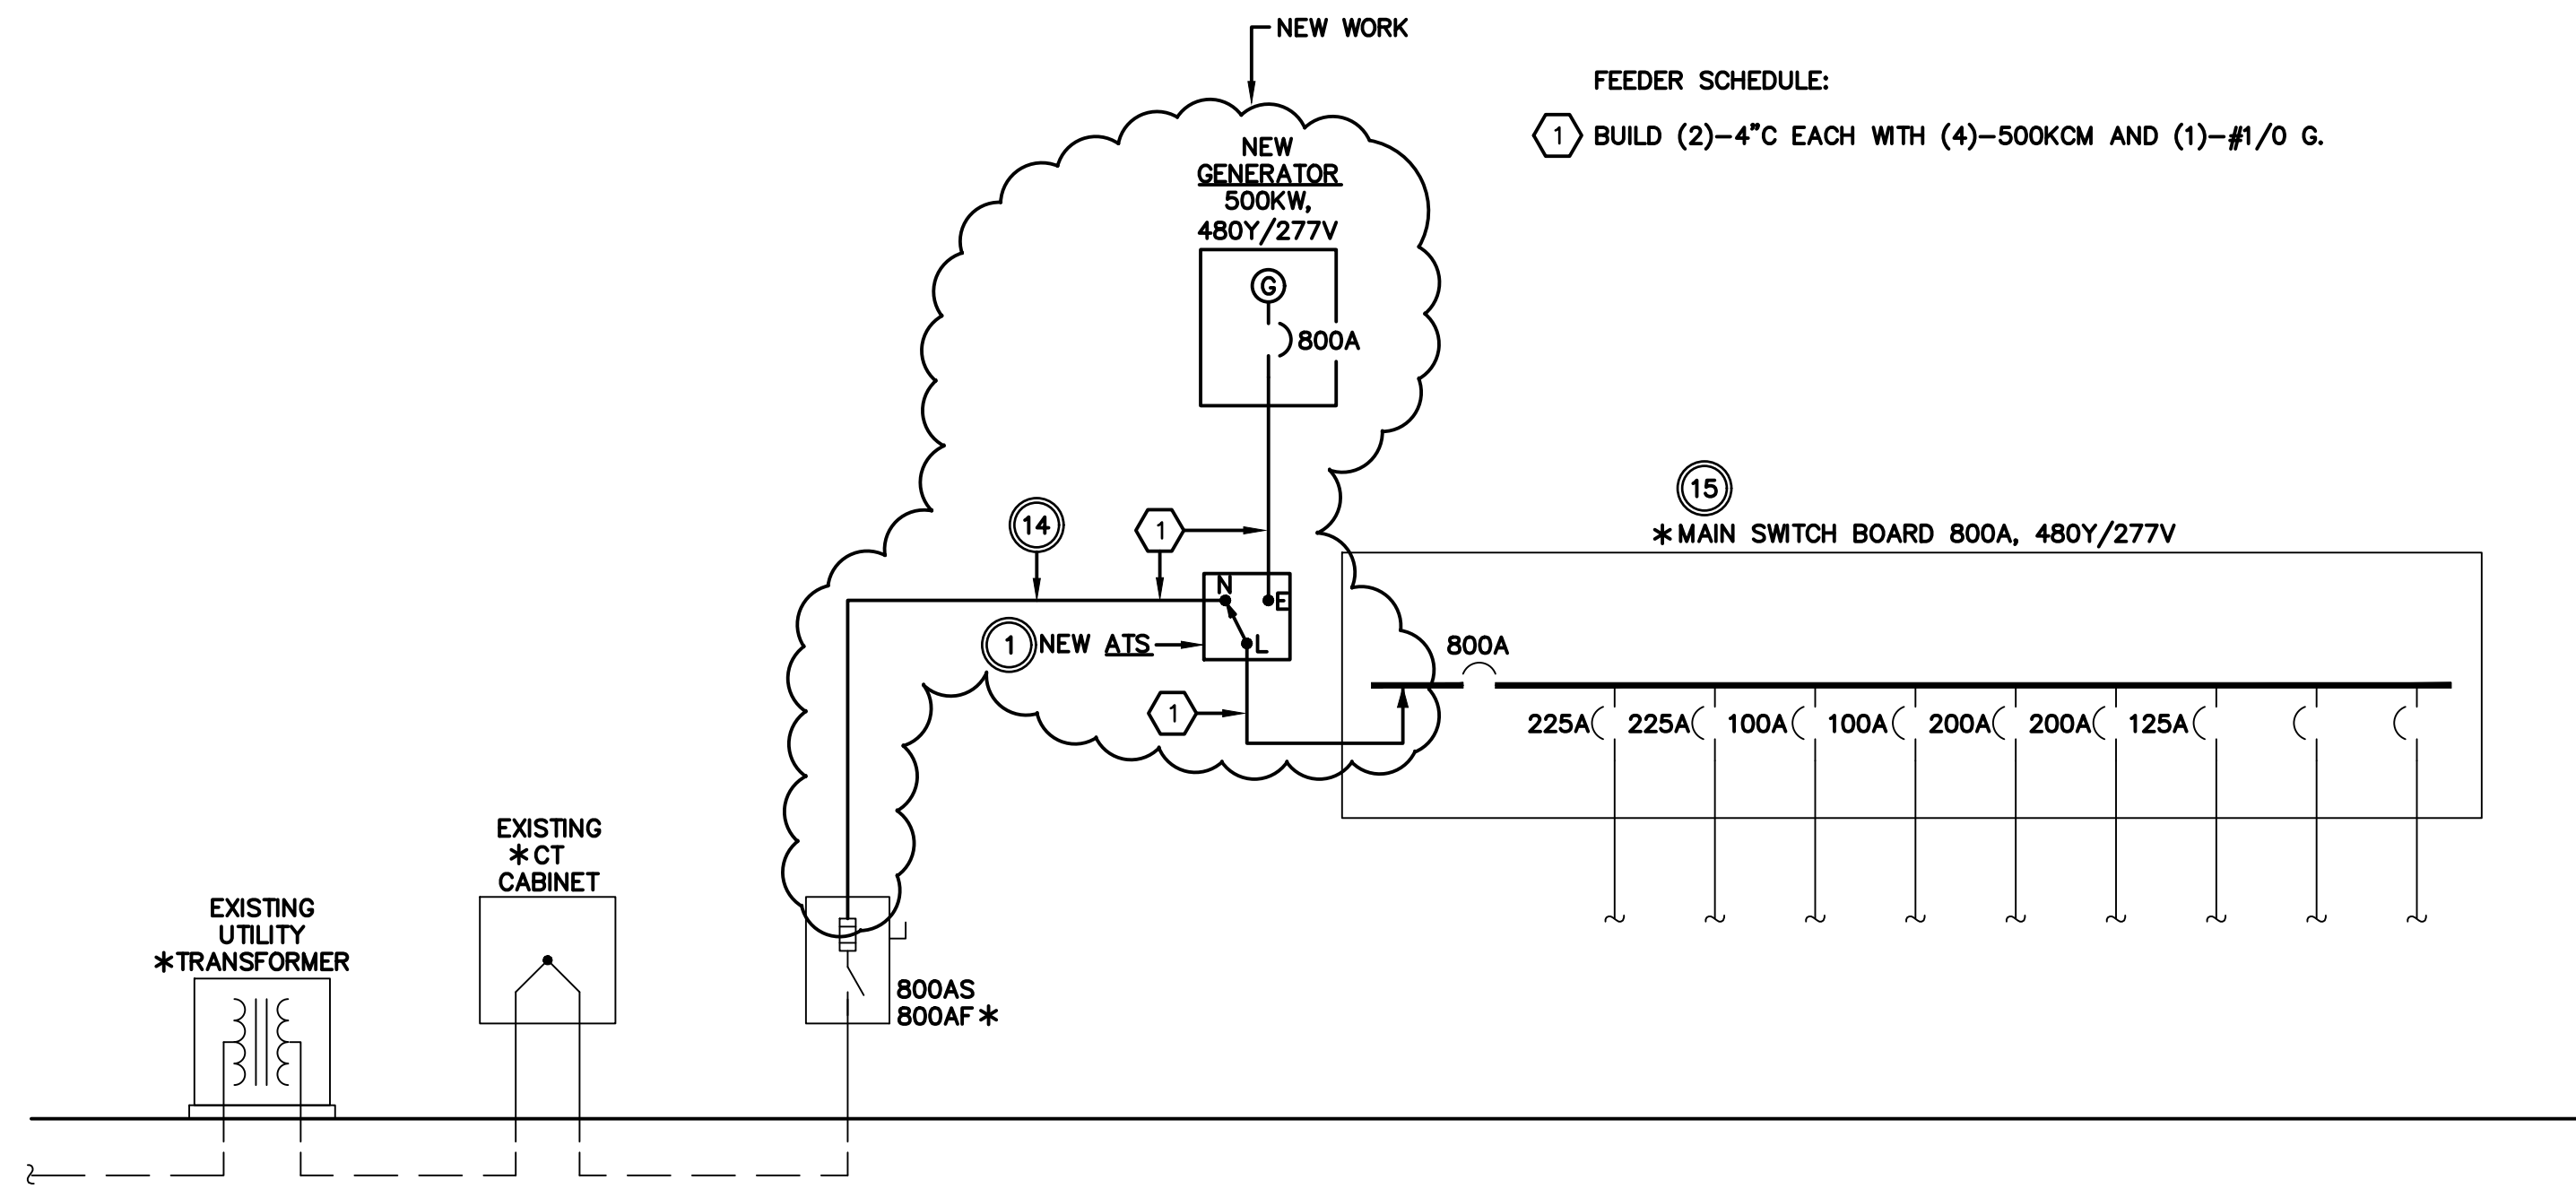 NEW WORK
FEEDER SCHEDULE:
1 BUILD (2)-4"C EACH WITH (4)-500KCM AND (1)-#1/0 G.
NEW
GENERATOR
500KW,
480Y/277V
G
800A
14
1
15
*MAIN SWITCH BOARD 800A, 480Y/277V
N
E
1 NEW ATS
L
800A
1
225A
225A
100A
100A
200A
200A
125A
EXISTING
*CT
CABINET
EXISTING
UTILITY
*TRANSFORMER
800AS
800AF*